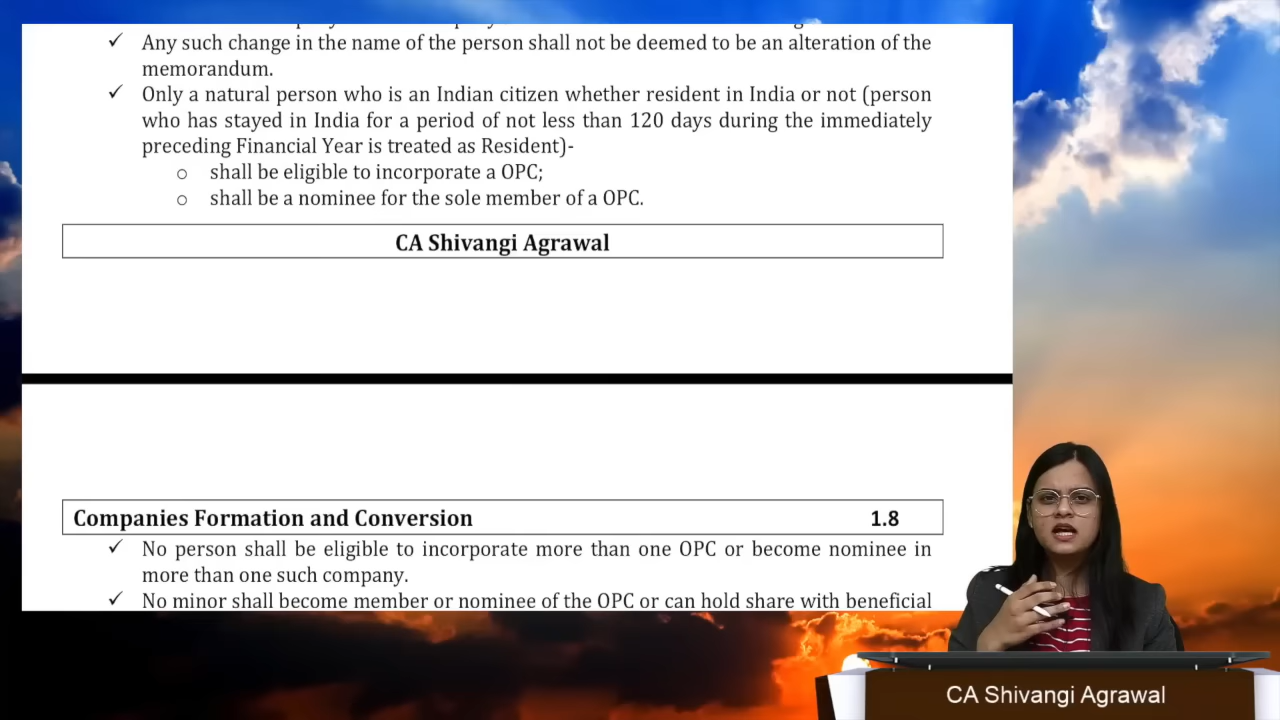 ✓ Any such change in the name of the person shall not be deemed to be an alteration of the
memorandum.
✓ Only a natural person who is an Indian citizen whether resident in India or not (person
who has stayed in India for a period of not less than 120 days during the immediately
preceding Financial Year is treated as Resident)-
o shall be eligible to incorporate a OPC;
o shall be a nominee for the sole member of a OPC.
CA Shivangi Agrawal
Companies Formation and Conversion 1.8
✓ No person shall be eligible to incorporate more than one OPC or become nominee in
more than one such company.
✓ No minor shall become member or nominee of the OPC or can hold share with beneficial
CA Shivangi Agrawal